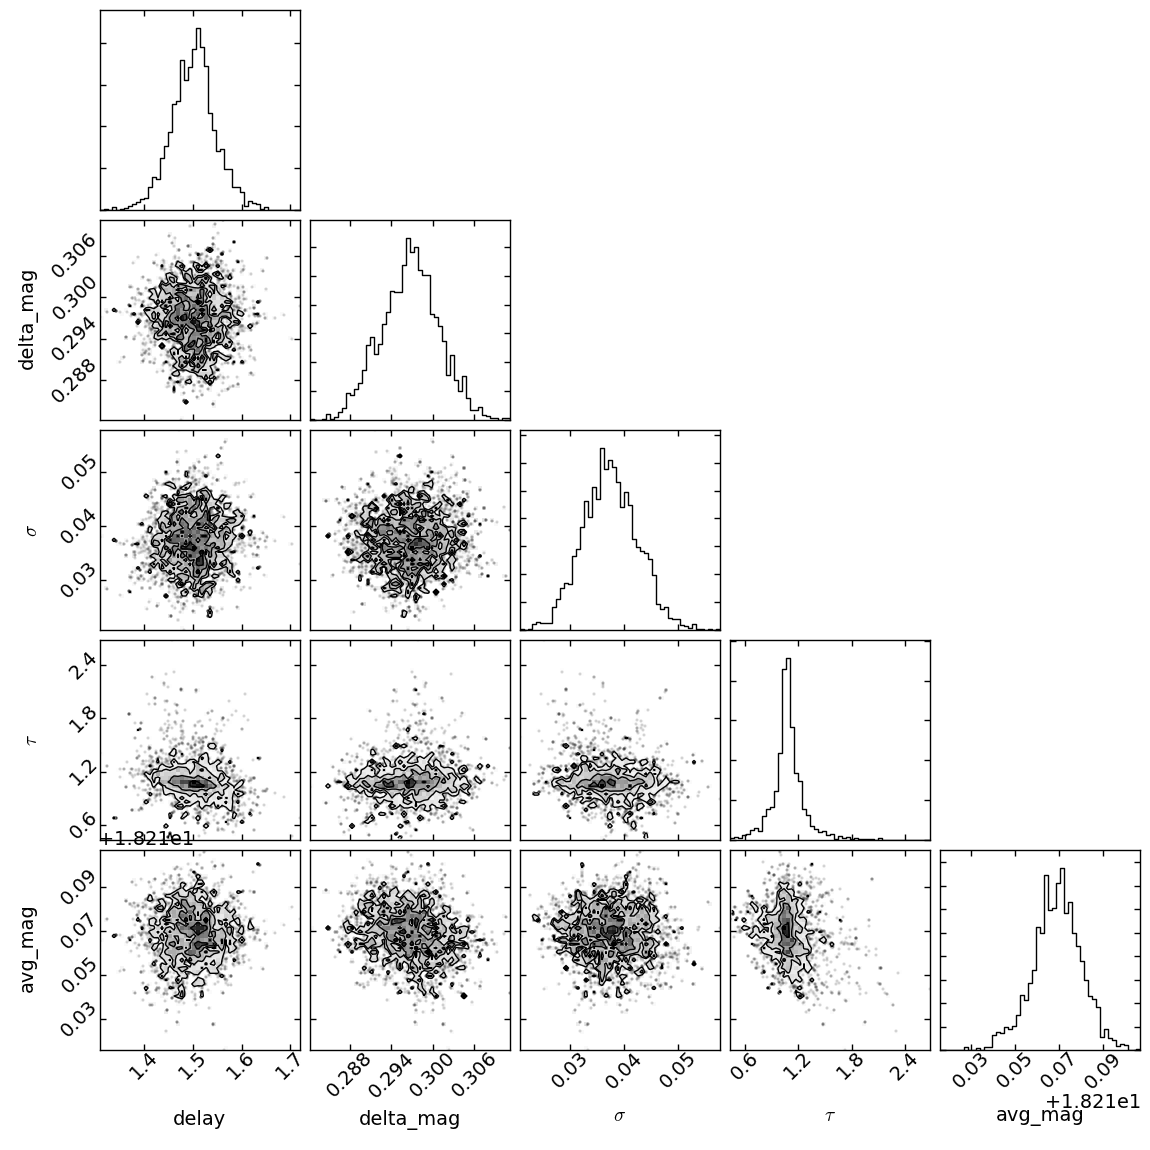 0.306
0.300
0.294
0.288
delta_mag
0.05
0.04
0.03
σ
2.4
1.8
1.2
0.6
τ
+1.821e1
0.09
0.07
0.05
0.03
avg_mag
1.4 1.5 1.6 1.7
0.288 0.294 0.300 0.306
0.03 0.04 0.05
0.6 1.2 1.8 2.4
0.03 0.05 0.07 0.09
+1.821e1
delay delta_mag σ τ avg_mag